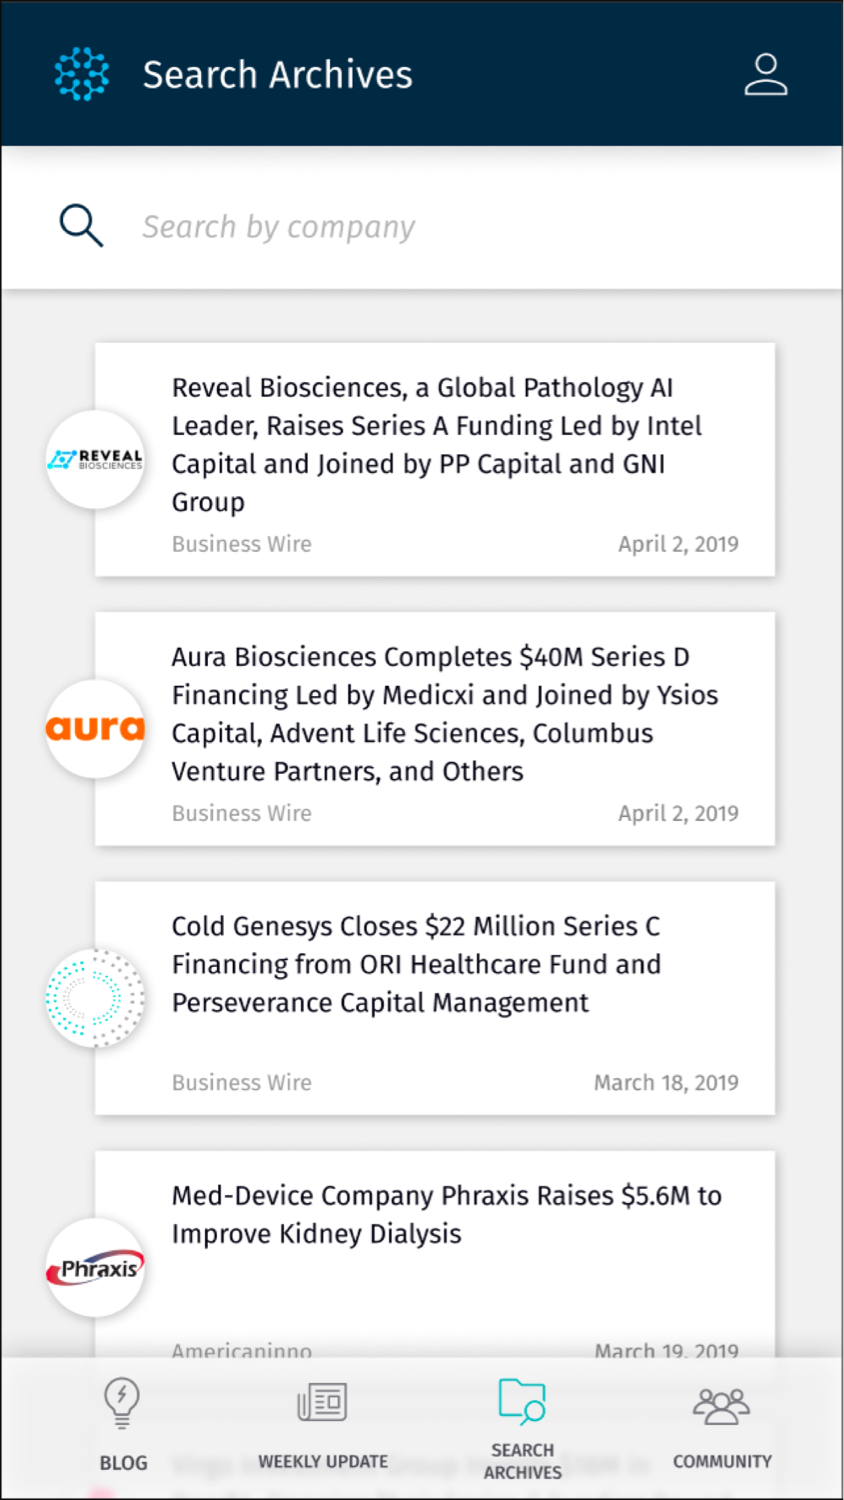 Search Archives
Search by company
Reveal Biosciences, a Global Pathology AI
Leader, Raises Series A Funding Led by Intel
Capital and Joined by PP Capital and GNI
Group
REVEAL
BIOSCIENCES
Business Wire
April 2, 2019
Aura Biosciences Completes $40M Series D
Financing Led by Medicxi and Joined by Ysios
Capital, Advent Life Sciences, Columbus
Venture Partners, and Others
aura
Business Wire
April 2, 2019
Cold Genesys Closes $22 Million Series C
Financing from ORI Healthcare Fund and
Perseverance Capital Management
Business Wire
March 18, 2019
Med-Device Company Phraxis Raises $5.6M to
Improve Kidney Dialysis
Phraxis
Americaninno
March 19, 2019
BLOG
WEEKLY UPDATE
SEARCH
ARCHIVES
COMMUNITY